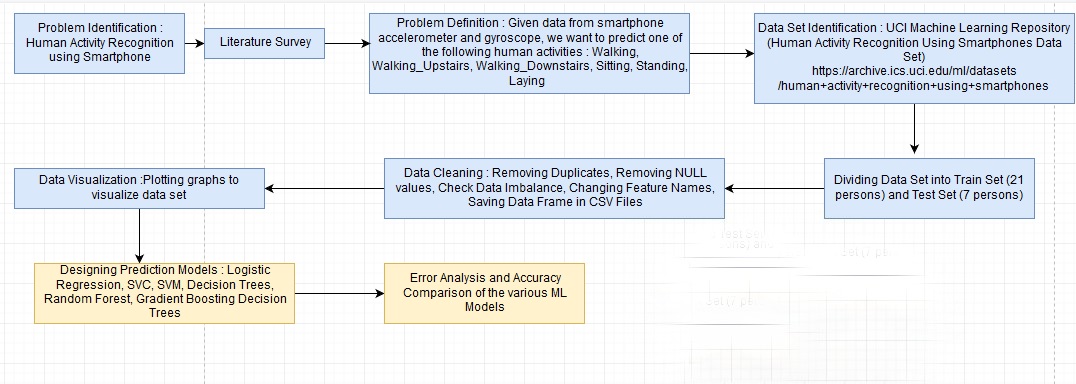 Problem Identification :
Human Activity Recognition
using Smartphone
Literature Survey
Problem Definition : Given data from smartphone
accelerometer and gyroscope, we want to predict one of
the following human activities : Walking,
Walking_Upstairs, Walking_Downstairs, Sitting, Standing,
Laying
Data Set Identification : UCI Machine Learning Repository
(Human Activity Recognition Using Smartphones Data
Set)
https://archive.ics.uci.edu/ml/datasets
/human+activity+recognition+using+smartphones
Dividing Data Set into Train Set (21
persons) and Test Set (7 persons)
Data Cleaning : Removing Duplicates, Removing NULL
values, Check Data Imbalance, Changing Feature Names,
Saving Data Frame in CSV Files
Data Visualization :Plotting graphs to
visualize data set
Designing Prediction Models : Logistic
Regression, SVC, SVM, Decision Trees,
Random Forest, Gradient Boosting Decision
Trees
Error Analysis and Accuracy
Comparison of the various ML
Models